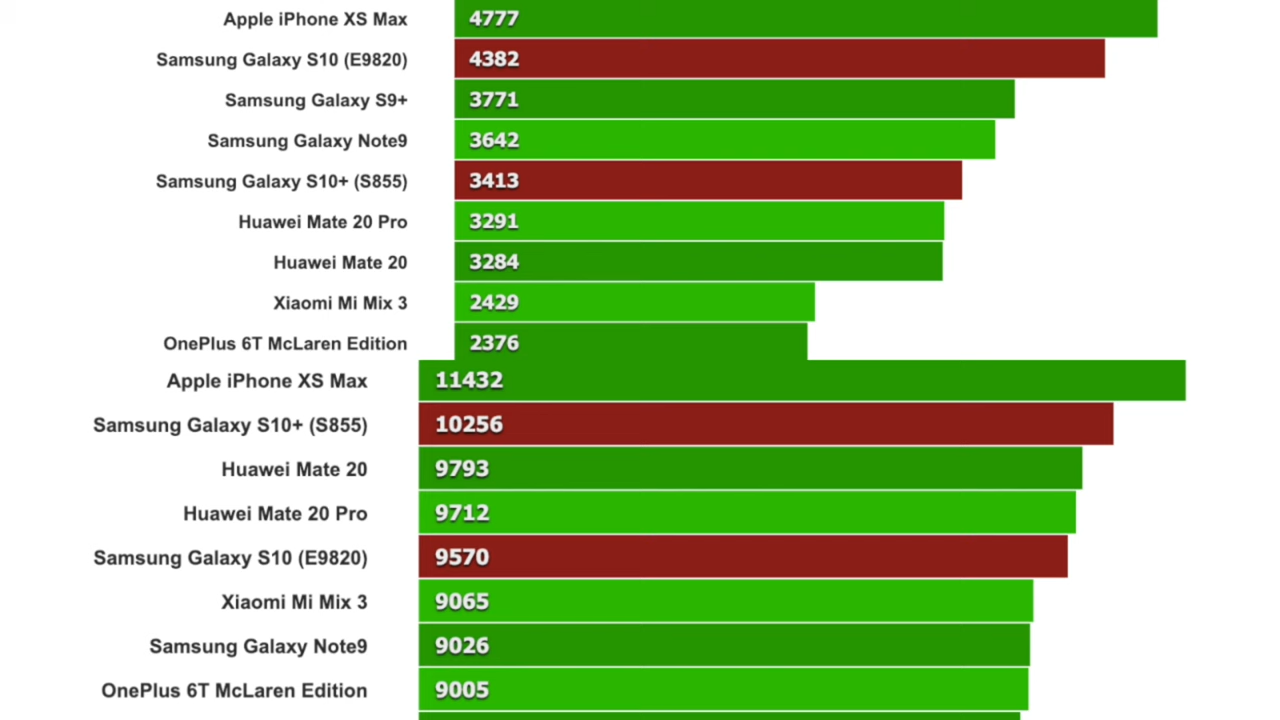 Apple iPhone XS Max 4777
Samsung Galaxy S10 (E9820) 4382
Samsung Galaxy S9+ 3771
Samsung Galaxy Note9 3642
Samsung Galaxy S10+ (S855) 3413
Huawei Mate 20 Pro 3291
Huawei Mate 20 3284
Xiaomi Mi Mix 3 2429
OnePlus 6T McLaren Edition 2376
Apple iPhone XS Max 11432
Samsung Galaxy S10+ (S855) 10256
Huawei Mate 20 9793
Huawei Mate 20 Pro 9712
Samsung Galaxy S10 (E9820) 9570
Xiaomi Mi Mix 3 9065
Samsung Galaxy Note9 9026
OnePlus 6T McLaren Edition 9005